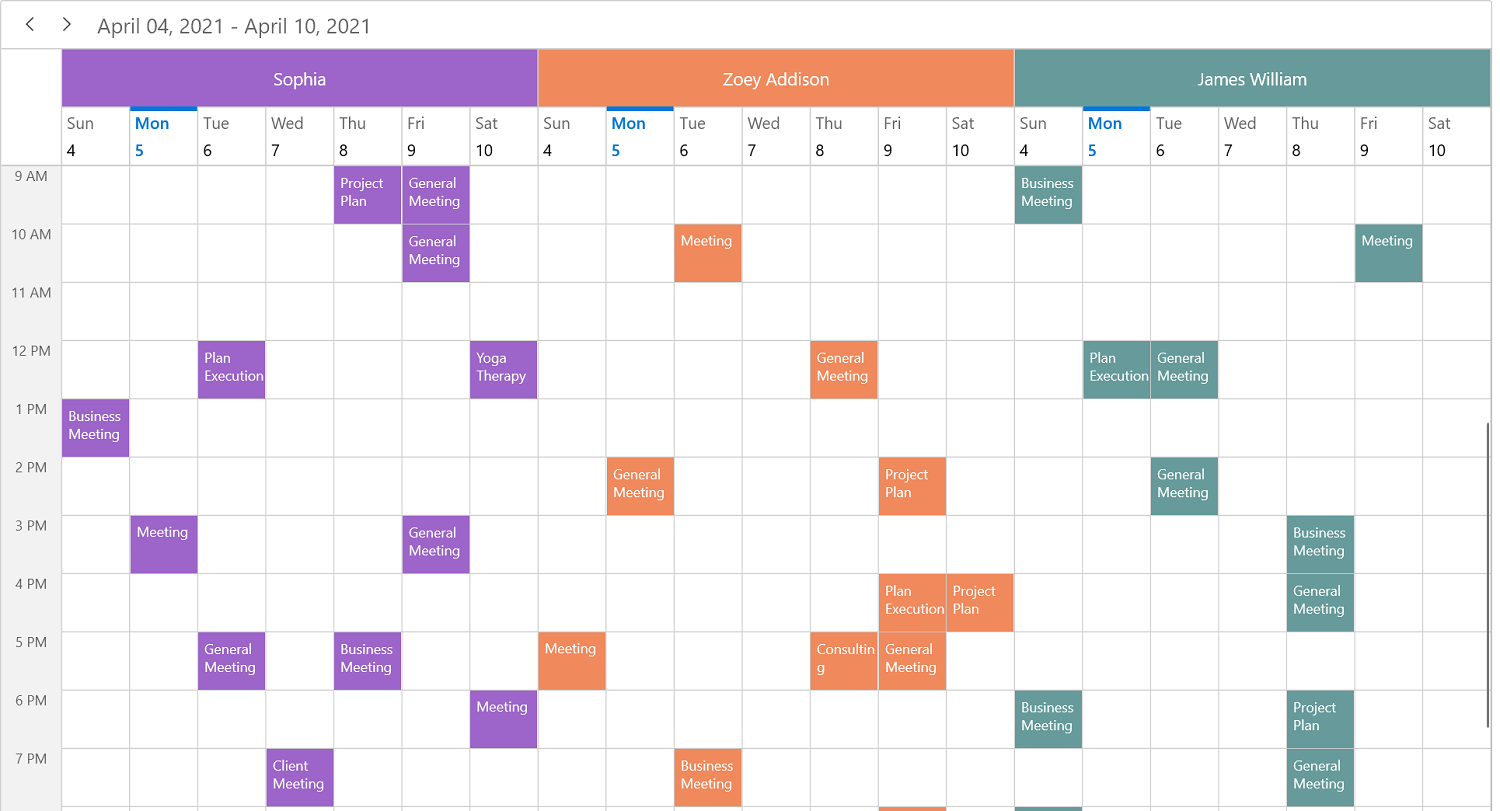 April 04, 2021 - April 10, 2021
Sophia Zoey Addison James William
Sun Mon Tue Wed Thu Fri Sat Sun Mon Tue Wed Thu Fri Sat Sun Mon Tue Wed Thu Fri Sat
4 5 6 7 8 9 10 4 5 6 7 8 9 10 4 5 6 7 8 9 10
9 AM
Project General Business
Plan Meeting Meeting
10 AM
General Meeting Meeting
Meeting
11 AM
12 PM
Plan Yoga General Plan General
Execution Therapy Meeting Execution Meeting
1 PM
Business
Meeting
2 PM
General Project General
Meeting Plan Meeting
3 PM
Meeting General Business
Meeting Meeting
4 PM
Plan Project General
Execution Plan Meeting
5 PM
General Business Meeting Consultin General
Meeting Meeting g Meeting
6 PM
Meeting Business Project
Meeting Plan
7 PM
Client Business General
Meeting Meeting Meeting